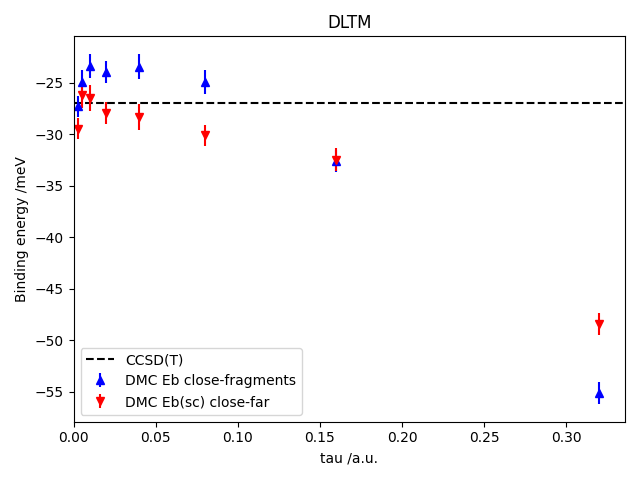 DLTM
Binding energy /meV
−25
−30
−35
−40
−45
−50
−55
CCSD(T)
DMC Eb close-fragments
DMC Eb(sc) close-far
0.00 0.05 0.10 0.15 0.20 0.25 0.30
tau /a.u.